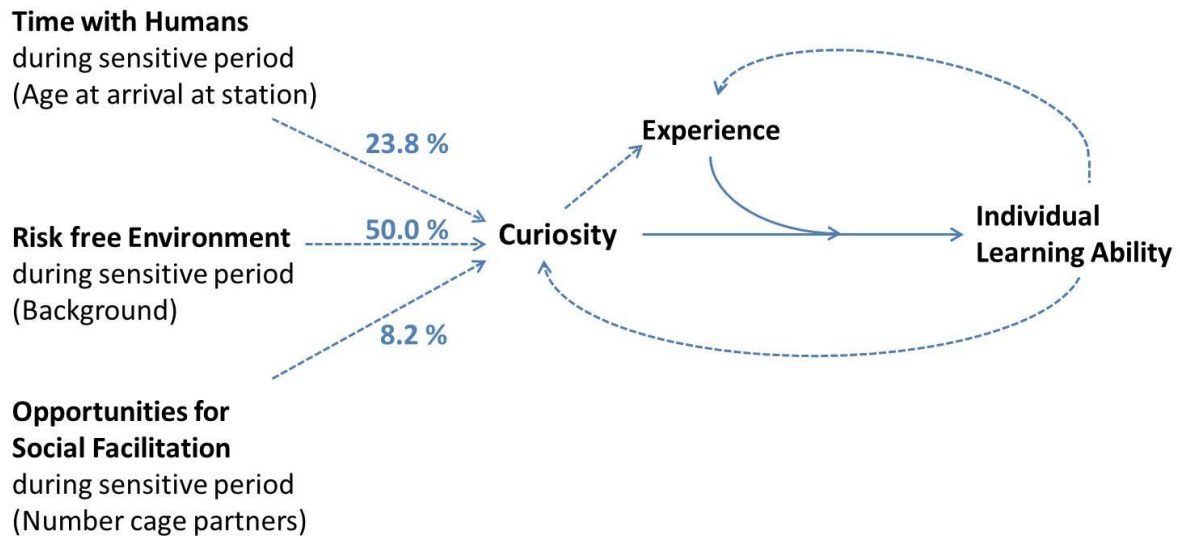 Time with Humans
during sensitive period
(Age at arrival at station)
23.8 %
Risk free Environment
during sensitive period
(Background)
50.0 %
Opportunities for
Social Facilitation
during sensitive period
(Number cage partners)
8.2 %
Curiosity
Experience
Individual
Learning Ability